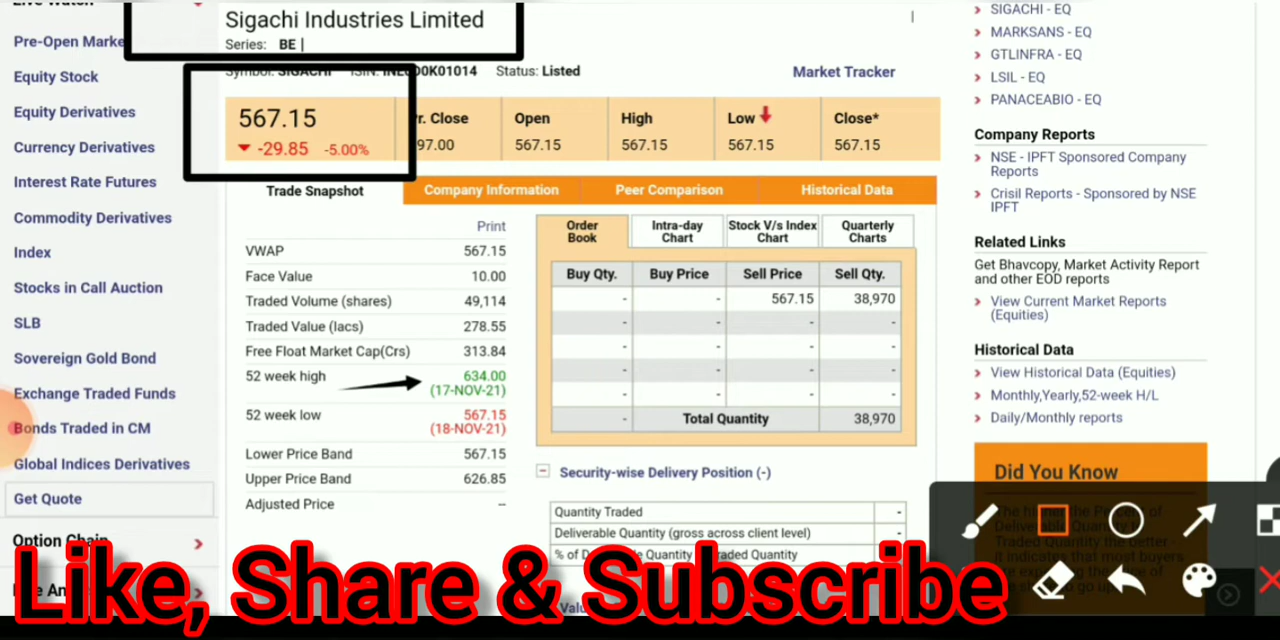 Pre-Open Marke
Equity Stock
Equity Derivatives
Currency Derivatives
Interest Rate Futures
Commodity Derivatives
Index
Stocks in Call Auction
SLB
Sovereign Gold Bond
Exchange Traded Funds
Bonds Traded in CM
Global Indices Derivatives
Get Quote
Option Chain
Sigachi Industries Limited
Series: BE |
Symbol: SIGACHI ISIN: Status: Listed
Market Tracker
567.15
-29.85 -5.00%
r. Close Open High Low Close*
97.00 567.15 567.15 567.15 567.15
Trade Snapshot Company Information Peer Comparison Historical Data
Print
VWAP 567.15
Face Value 10.00
Traded Volume (shares) 49,114
Traded Value (lacs) 278.55
Free Float Market Cap(Crs) 313.84
52 week high 634.00
(17-NOV-21)
52 week low 567.15
(18-NOV-21)
Lower Price Band 567.15
Upper Price Band 626.85
Adjusted Price --
Order Book Intra-day Chart Stock V/s Index Chart Quarterly Charts
Buy Qty. Buy Price Sell Price Sell Qty.
- - 567.15 38,970
- - - -
- - - -
- - - -
- - - -
- Total Quantity 38,970
Security-wise Delivery Position (-)
Quantity Traded -
Deliverable Quantity (gross across client level) -
SIGACHI - EQ
MARKSANS - EQ
GTLINFRA - EQ
LSIL - EQ
PANACEABIO - EQ
Company Reports
NSE - IPFT Sponsored Company
Reports
Crisil Reports - Sponsored by NSE
IPFT
Related Links
Get Bhavcopy, Market Activity Report
and other EOD reports
View Current Market Reports
(Equities)
Historical Data
View Historical Data (Equities)
Monthly,Yearly,52-week H/L
Daily/Monthly reports
Did You Know
Like, Share & Subscribe